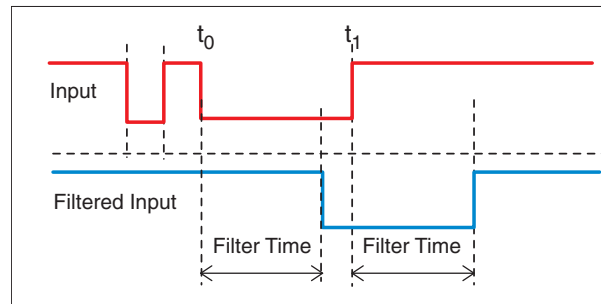 t0 t1
Input
Filtered Input
Filter Time Filter Time